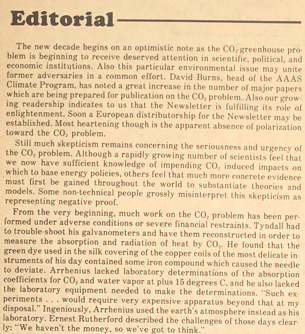 Editorial
The new decade begins on an optimistic note as the CO₂-greenhouse pro-
blem is beginning to receive deserved attention in scientific, political, and
economic institutions. Also this particular environmental issue may unite
former adversaries in a common effort. David Burns, head of the AAAS
Climate Program, has noted a great increase in the number of major papers
which are being prepared for publication on the CO₂ problem. Also our grow-
ing readership indicates to us that the Newsletter is fulfilling its role of
enlightenment. Soon a European distributorship for the Newsletter may be
established. Most heartening though is the apparent absence of polarization
toward the CO₂ problem.
Still much skepticism remains concerning the seriousness and urgency of
the CO₂ problem. Although a rapidly growing number of scientists feel that
we now have sufficient knowledge of impending CO₂ induced impacts on
which to base energy policies, others feel that much more concrete evidence
must first be gained throughout the world to substantiate theories and
models. Some non-technical people grossly misinterpret this skepticism as
representing negative proof.
From the very beginning, much work on the CO₂ problem has been per-
formed under adverse conditions or severe financial restraints. Tyndall had
to trouble-shoot his galvanometers and have them reconstructed in order to
measure the absorption and radiation of heat by CO₂. He found that the
green dye used in the silk covering of the copper coils of the most delicate in-
struments of his day contained some iron compound which caused the needle
to deviate. Arrhenius lacked laboratory determinations of the absorption
coefficients for CO₂ and water vapor at plus 15 degrees C, and he also lacked
the laboratory equipment needed to make the determinations. "Such ex-
periments . . . would require very expensive apparatus beyond that at my
disposal." Ingeniously, Arrhenius used the earth's atmosphere instead as his
laboratory. Ernest Rutherford described the challenges of those days clear-
ly: "We haven't the money, so we've got to think."